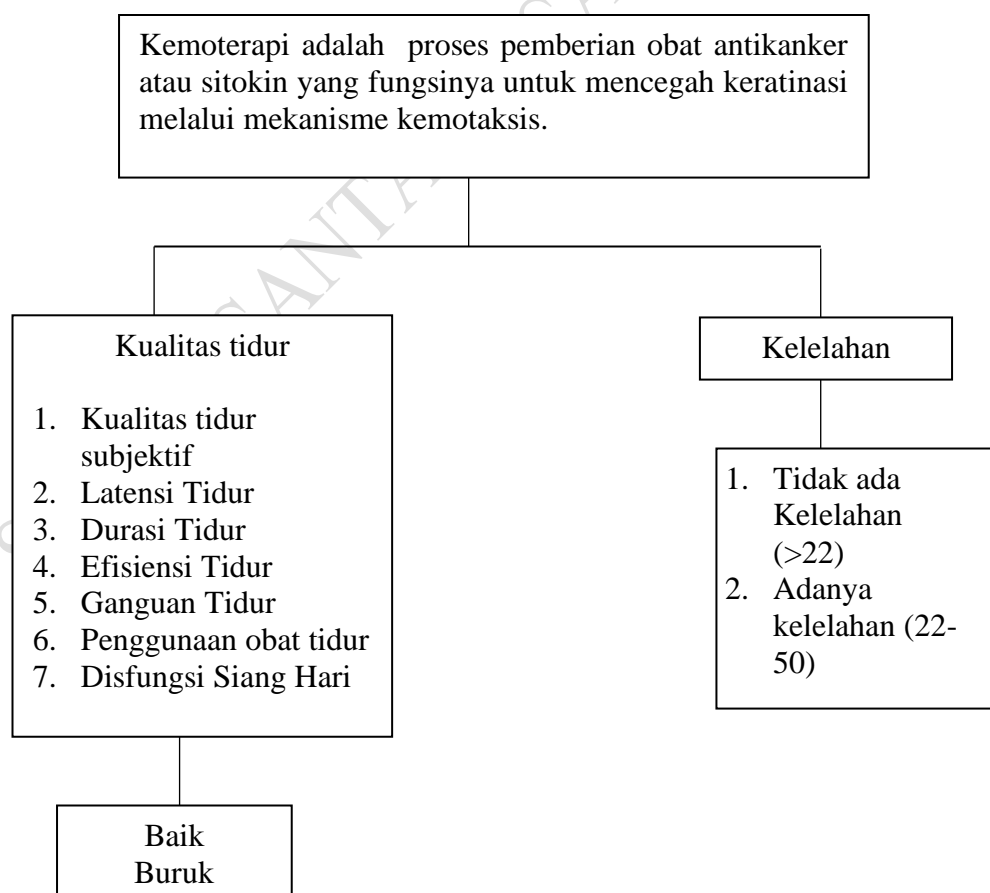 Kemoterapi adalah proses pemberian obat antikanker
atau sitokin yang fungsinya untuk mencegah keratinasi
melalui mekanisme kemotaksis.
Kualitas tidur
1. Kualitas tidur
subjektif
2. Latensi Tidur
3. Durasi Tidur
4. Efisiensi Tidur
5. Ganguan Tidur
6. Penggunaan obat tidur
7. Disfungsi Siang Hari
Baik
Buruk
Kelelahan
1. Tidak ada
Kelelahan
(>22)
2. Adanya
kelelahan (22-
50)